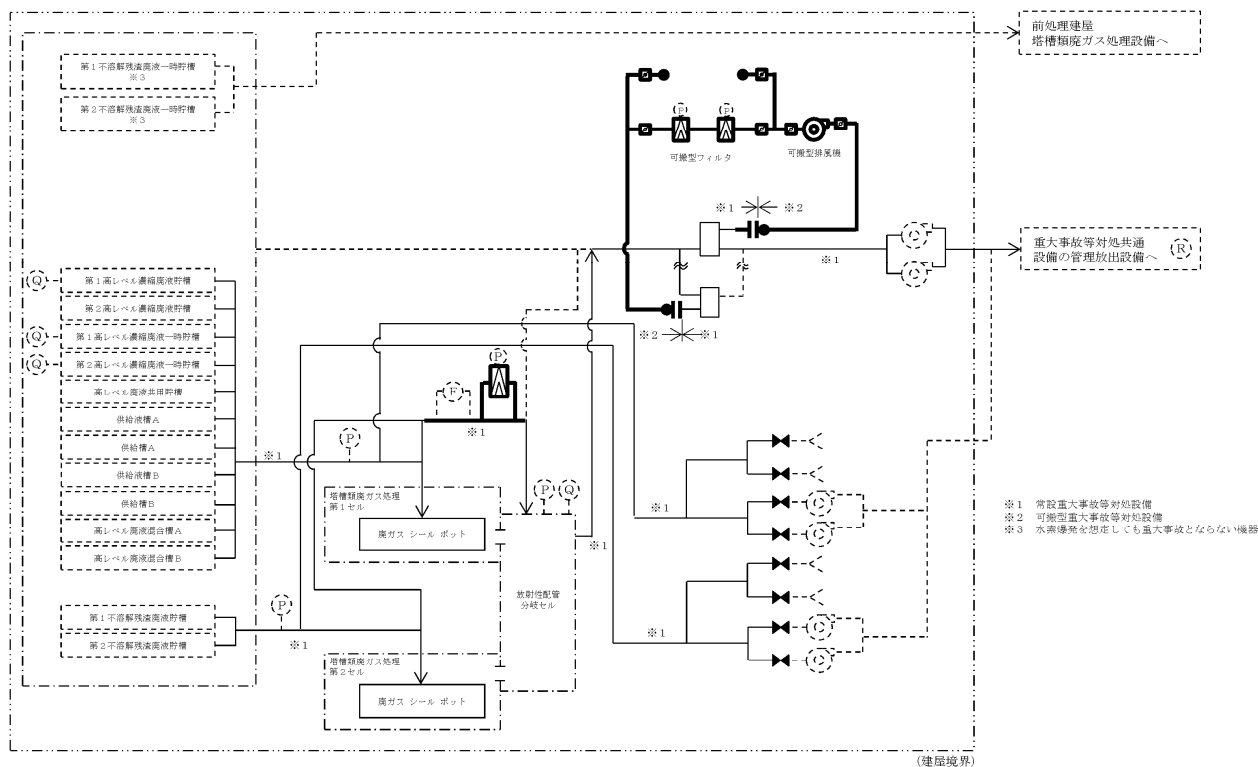 前処理建屋
塔槽類廃ガス処理設備へ
第1不溶解残渣廃液一時貯槽
※3
第2不溶解残渣廃液一時貯槽
※3
P
P
可搬型フィルタ
可搬型排風機
※1
※2
※1
重大事故等対処共通
設備の管理放出設備へ
R
※2
※1
Q
第1高レベル濃縮廃液貯槽
第2高レベル濃縮廃液貯槽
Q
第1高レベル濃縮廃液一時貯槽
Q
第2高レベル濃縮廃液一時貯槽
高レベル廃液共用貯槽
供給液槽A
供給槽A
供給液槽B
供給槽B
高レベル廃液混合槽A
高レベル廃液混合槽B
※1
P
F
P
※1
塔槽類廃ガス処理
第1セル
廃ガス シール ポット
P
Q
※1
放射性配管
分岐セル
※1
※1
※1 常設重大事故等対処設備
※2 可搬型重大事故等対処設備
※3 水素爆発を想定しても重大事故とならない機器
第1不溶解残渣廃液貯槽
第2不溶解残渣廃液貯槽
P
※1
塔槽類廃ガス処理
第2セル
廃ガス シール ポット
(建屋境界)